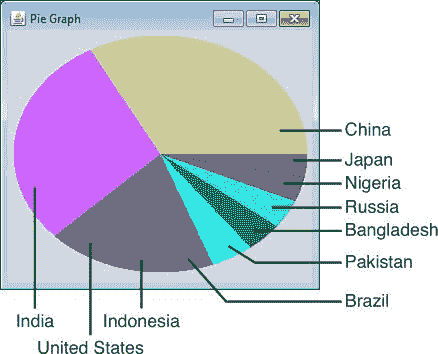 Pie Graph
China
Japan
Nigeria
Russia
Bangladesh
Pakistan
Brazil
India
Indonesia
United States